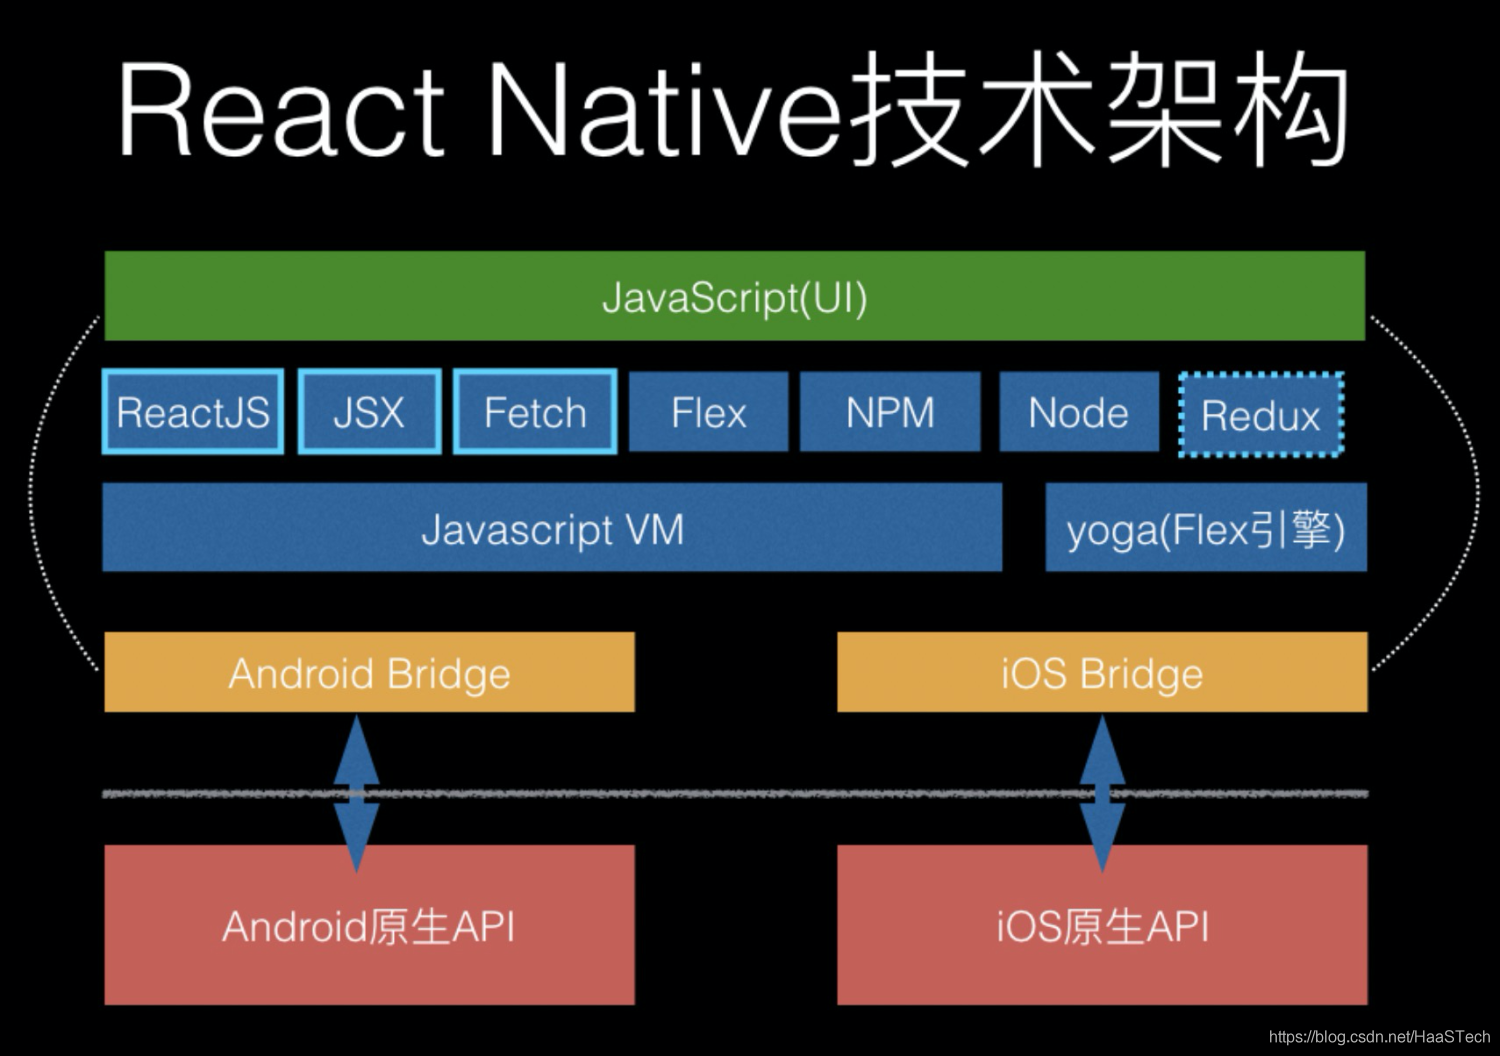 React Native技术架构
JavaScript(UI)
ReactJS
JSX
Fetch
Flex
NPM
Node
Redux
Javascript VM
yoga(Flex引擎)
Android Bridge
iOS Bridge
Android原生API
iOS原生API
https://blog.csdn.net/HaaSTech